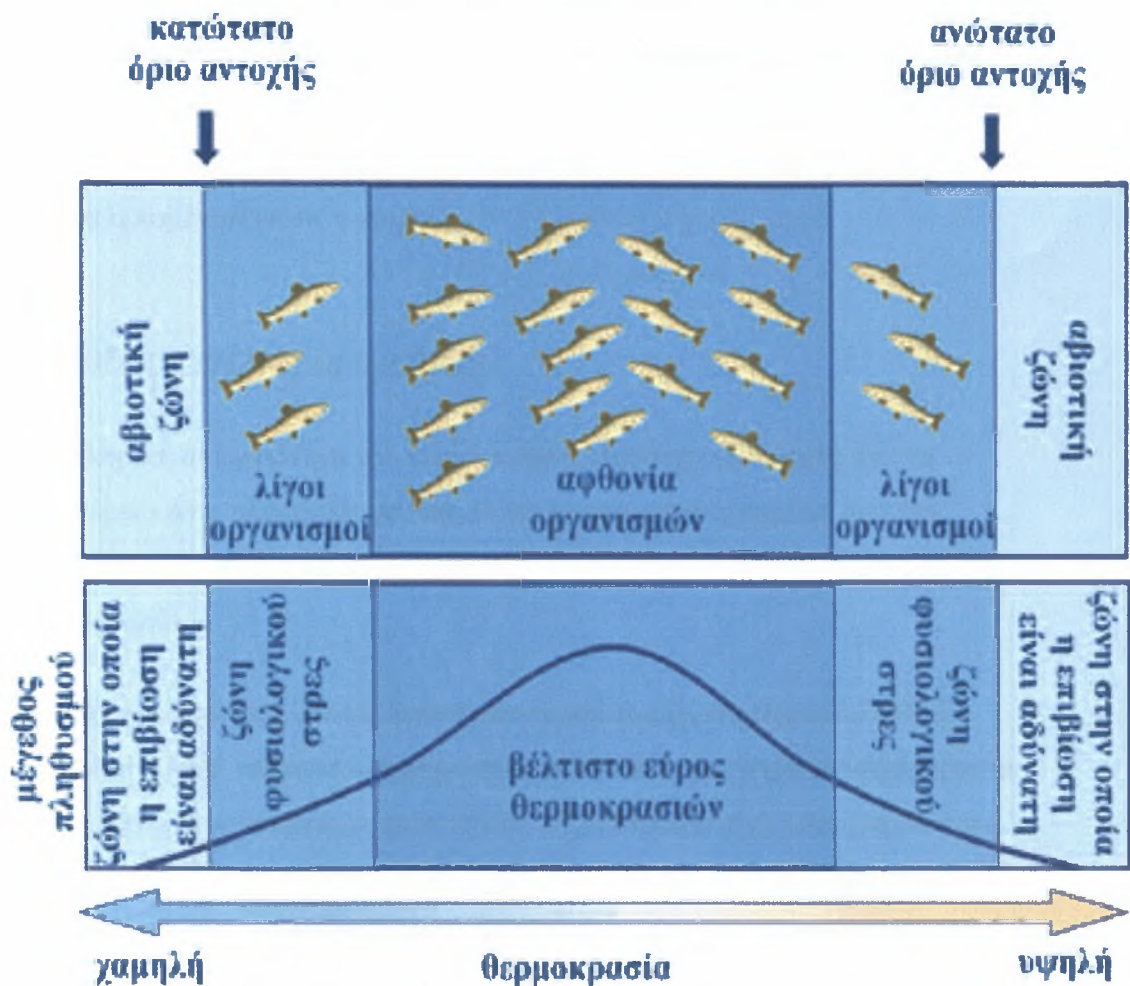 κατώτατο
όριο αντοχής
ανώτατο
όριο αντοχής
αβιοτική
ζώνη
λίγοι
οργανισμοί
αφθονία
οργανισμών
λίγοι
οργανισμοί
αβιοτική
ζώνη
μέγεθος
πληθυσμού
ζώνη στην οποία
η επιβίωση
είναι αδύνατη
ζώνη
φυσιολογικού
στρες
βέλτιστο εύρος
θερμοκρασιών
ζώνη
φυσιολογικού
στρες
ζώνη στην οποία
η επιβίωση
είναι αδύνατη
χαμηλή
θερμοκρασία
υψηλή